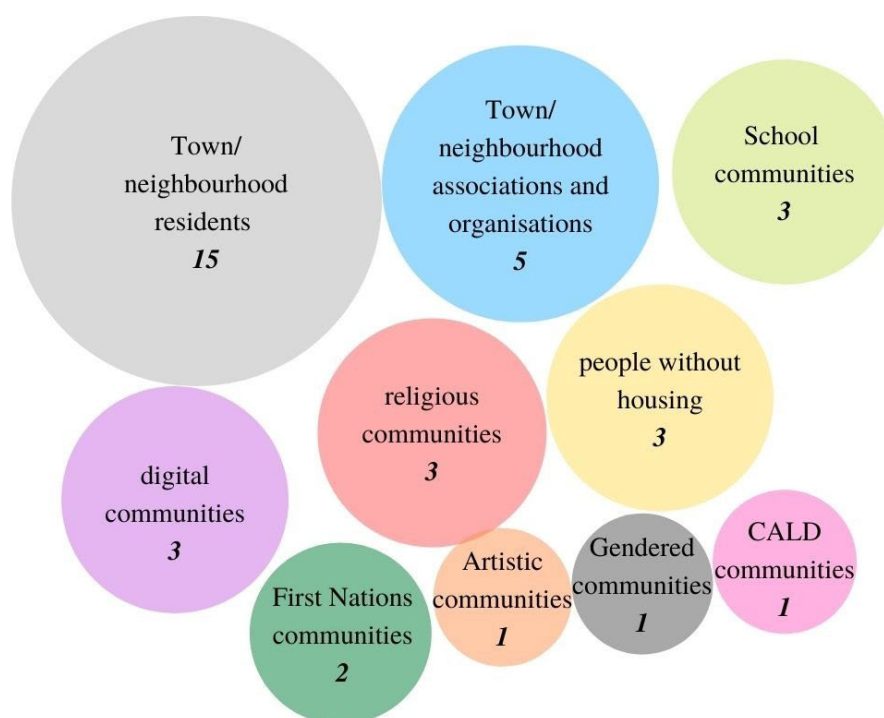 Town/
neighbourhood
residents
15
Town/
neighbourhood
associations and
organisations
5
School
communities
3
religious
communities
3
people without
housing
3
digital
communities
3
First Nations
communities
2
Artistic
communities
1
Gendered
communities
1
CALD
communities
1